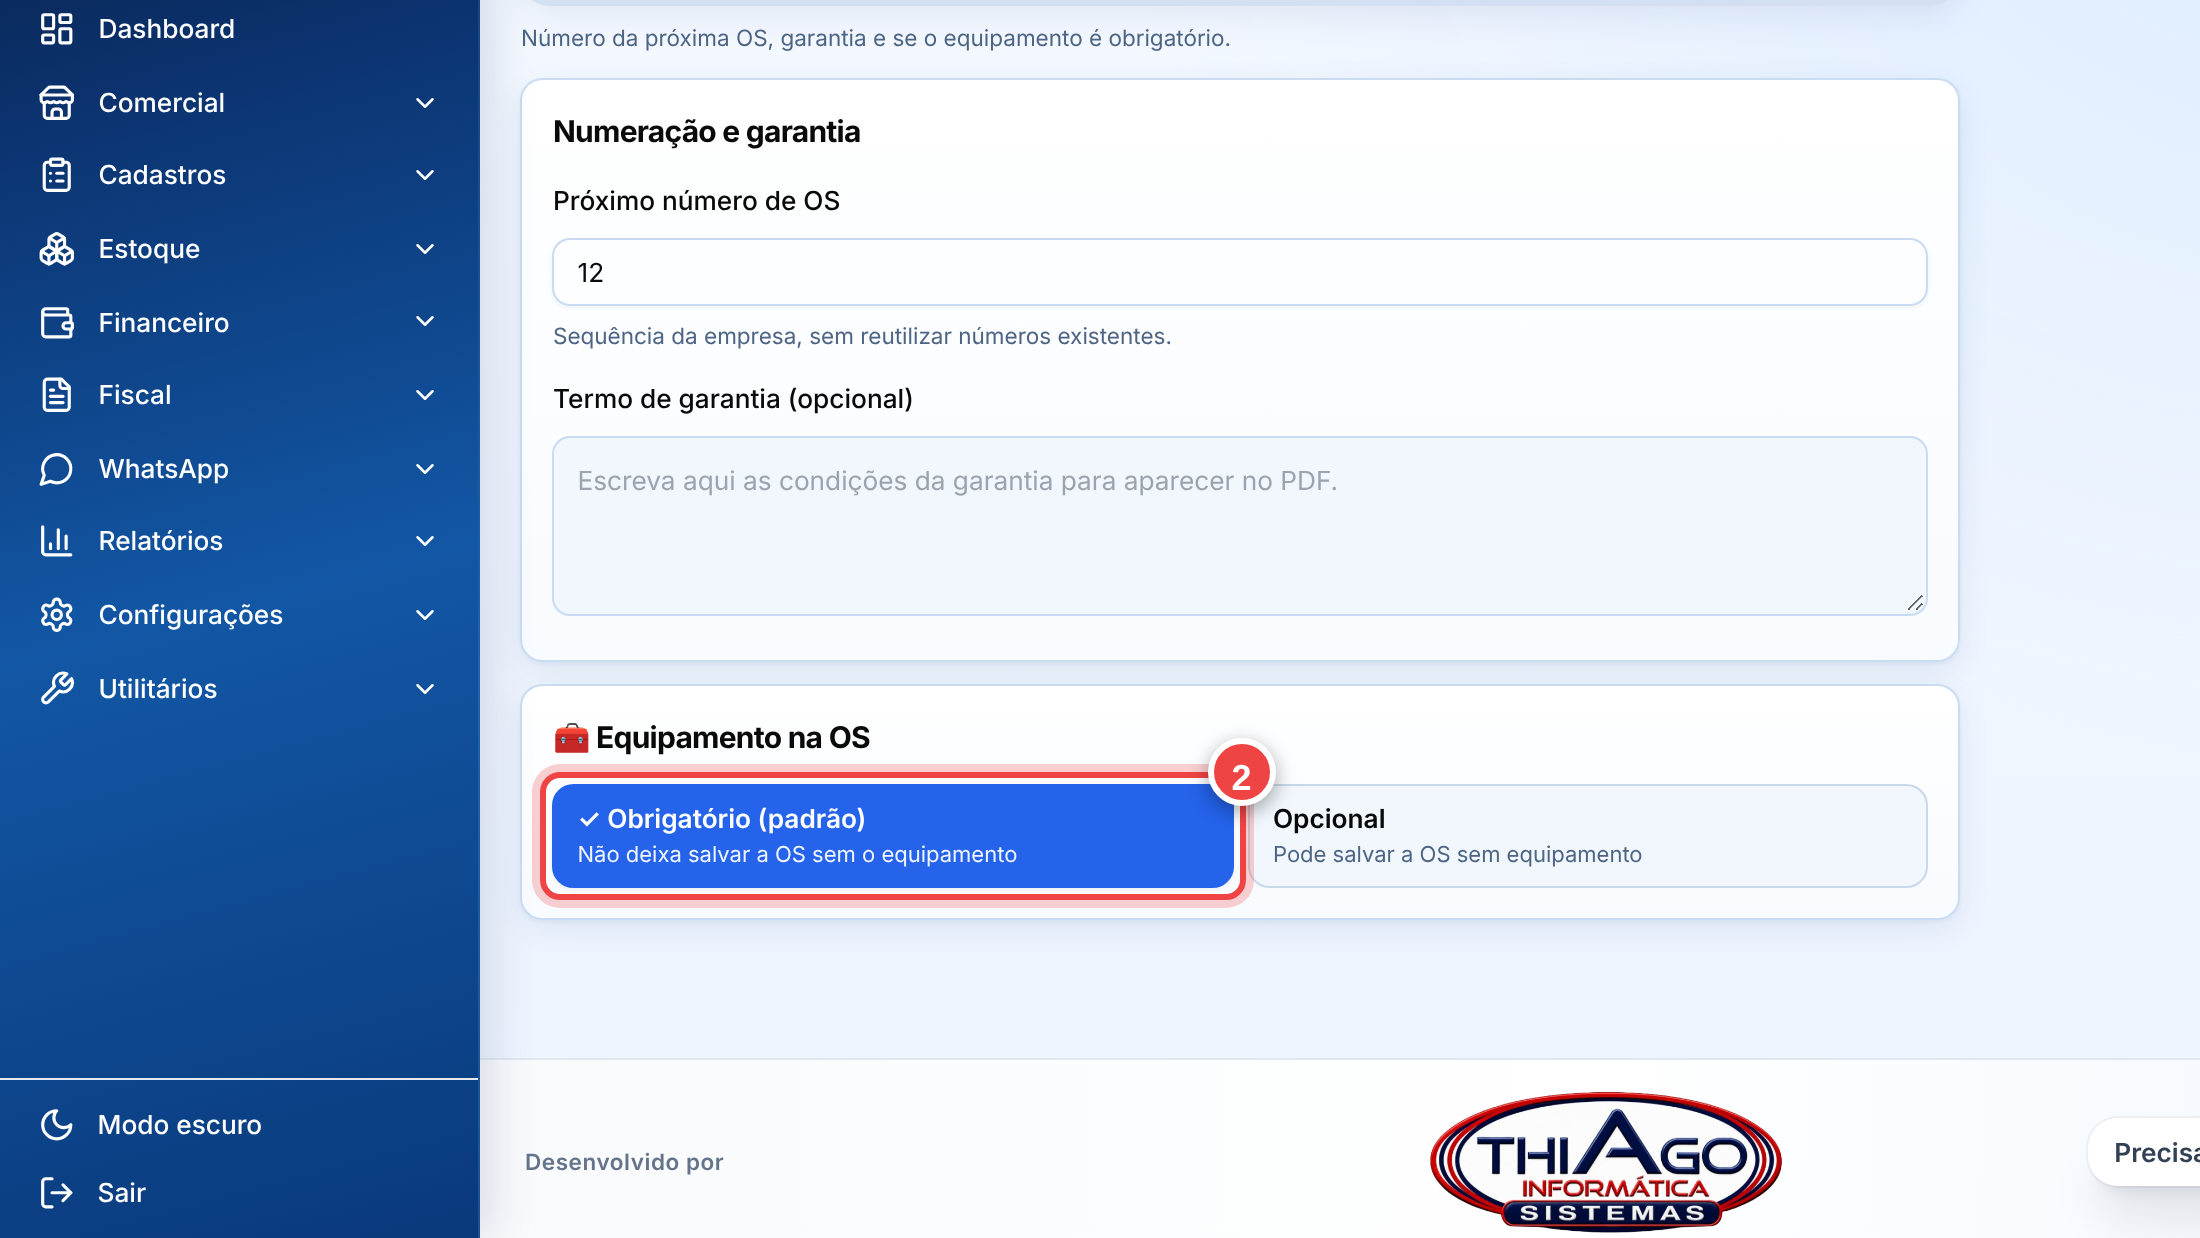 Dashboard
Comercial
Cadastros
Estoque
Financeiro
Fiscal
WhatsApp
Relatórios
Configurações
Utilitários
Modo escuro
Sair
Número da próxima OS, garantia e se o equipamento é obrigatório.
Numeração e garantia
Próximo número de OS
12
Sequência da empresa, sem reutilizar números existentes.
Termo de garantia (opcional)
Escreva aqui as condições da garantia para aparecer no PDF.
Equipamento na OS
2
Obrigatório (padrão)
Não deixa salvar a OS sem o equipamento
Opcional
Pode salvar a OS sem equipamento
Desenvolvido por
THIAGO
INFORMÁTICA
SISTEMAS